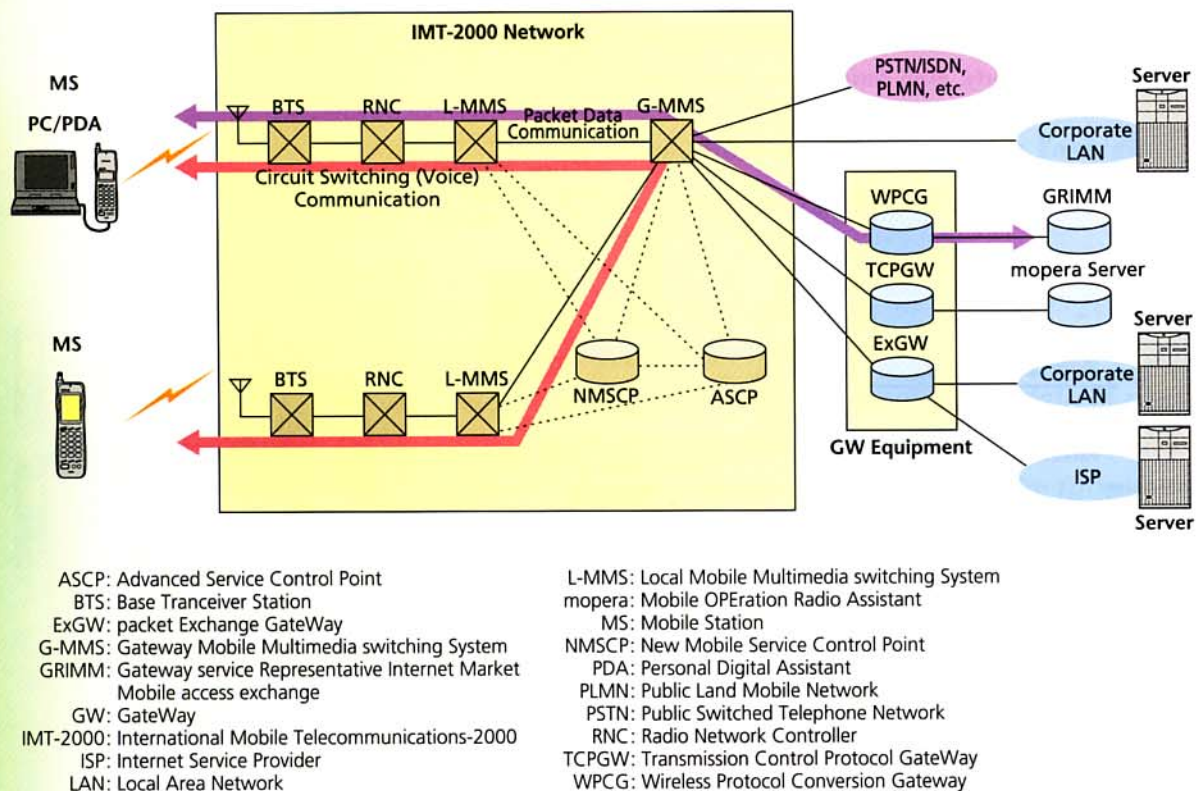 IMT-2000 Network
MS
PC/PDA
BTS
RNC
L-MMS
Packet Data
Communication
G-MMS
Circuit Switching (Voice)
Communication
PSTN/ISDN,
PLMN, etc.
Server
Corporate
LAN
WPCG
GRIMM
TCPGW
mopera Server
ExGW
Server
Corporate
LAN
GW Equipment
ISP
Server
MS
BTS
RNC
L-MMS
NMSCP
ASCP
ASCP: Advanced Service Control Point
BTS: Base Tranceiver Station
ExGW: packet Exchange GateWay
G-MMS: Gateway Mobile Multimedia switching System
GRIMM: Gateway service Representative Internet Market
Mobile access exchange
GW: GateWay
IMT-2000: International Mobile Telecommunications-2000
ISP: Internet Service Provider
LAN: Local Area Network
L-MMS: Local Mobile Multimedia switching System
mopera: Mobile OPEration Radio Assistant
MS: Mobile Station
NMSCP: New Mobile Service Control Point
PDA: Personal Digital Assistant
PLMN: Public Land Mobile Network
PSTN: Public Switched Telephone Network
RNC: Radio Network Controller
TCPGW: Transmission Control Protocol GateWay
WPCG: Wireless Protocol Conversion Gateway